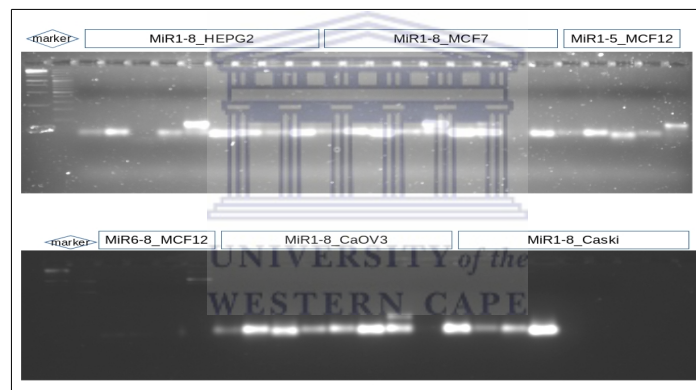 marker MiR1-8_HEPG2 MiR1-8_MCF7 MiR1-5_MCF12
marker MiR6-8_MCF12 MiR1-8_CaOV3 MiR1-8_Caski
UNIVERSITY of the
WESTERN CAPE